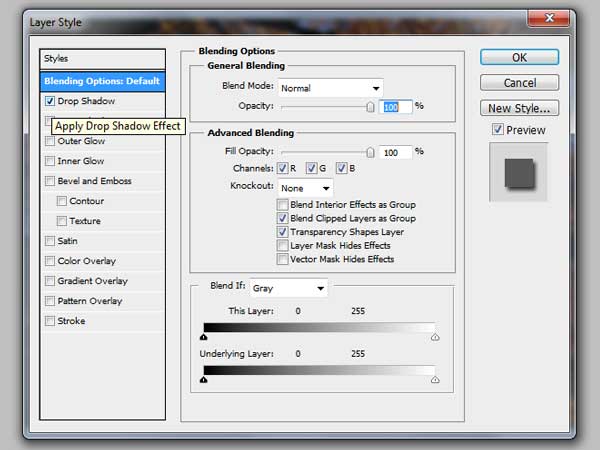 Layer Style
Styles
Blending Options: Default
Drop Shadow
Apply Drop Shadow Effect
Outer Glow
Inner Glow
Bevel and Emboss
Contour
Texture
Satin
Color Overlay
Gradient Overlay
Pattern Overlay
Stroke
Blending Options
General Blending
Blend Mode: Normal
Opacity: 100 %
Advanced Blending
Fill Opacity: 100 %
Channels: R G B
Knockout: None
Blend Interior Effects as Group
Blend Clipped Layers as Group
Transparency Shapes Layer
Layer Mask Hides Effects
Vector Mask Hides Effects
Blend If: Gray
This Layer: 0 255
Underlying Layer: 0 255
OK
Cancel
New Style...
Preview